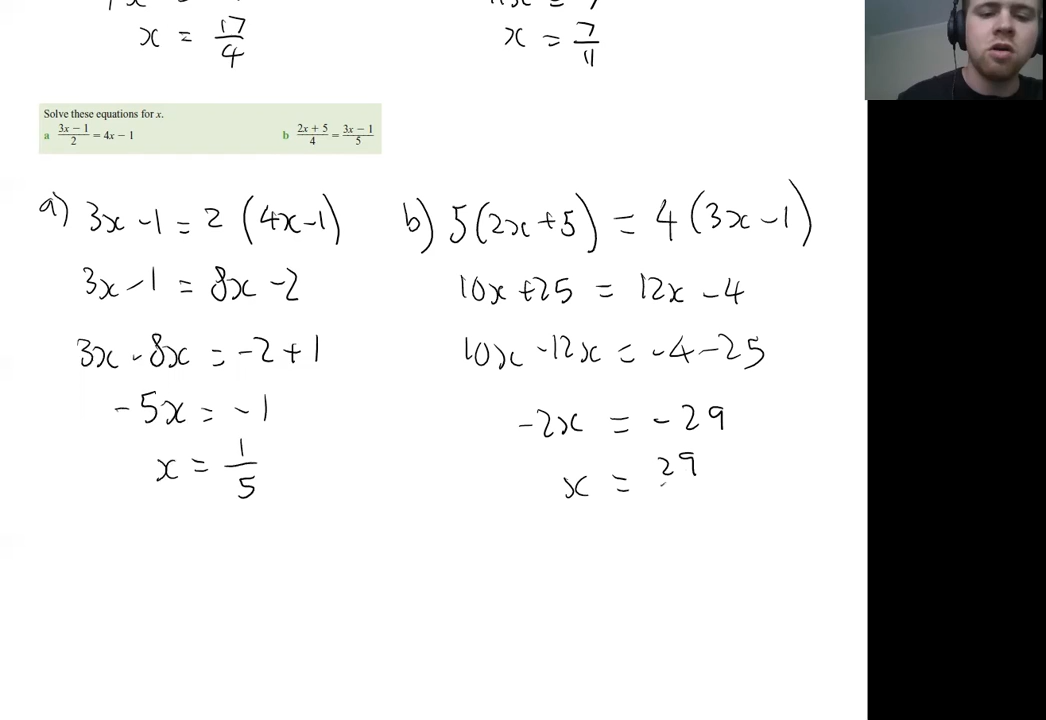 x = 17/4
x = 7/11
Solve these equations for x.
a (3x − 1)/2 = 4x − 1
b (2x + 5)/4 = (3x − 1)/5
a) 3x -1 = 2 (4x-1)
3x -1 = 8x -2
3x - 8x = -2 + 1
-5x = -1
x = 1/5
b) 5(2x+5) = 4(3x-1)
10x +25 = 12x -4
10x -12x = -4 -25
-2x = -29
x = 29